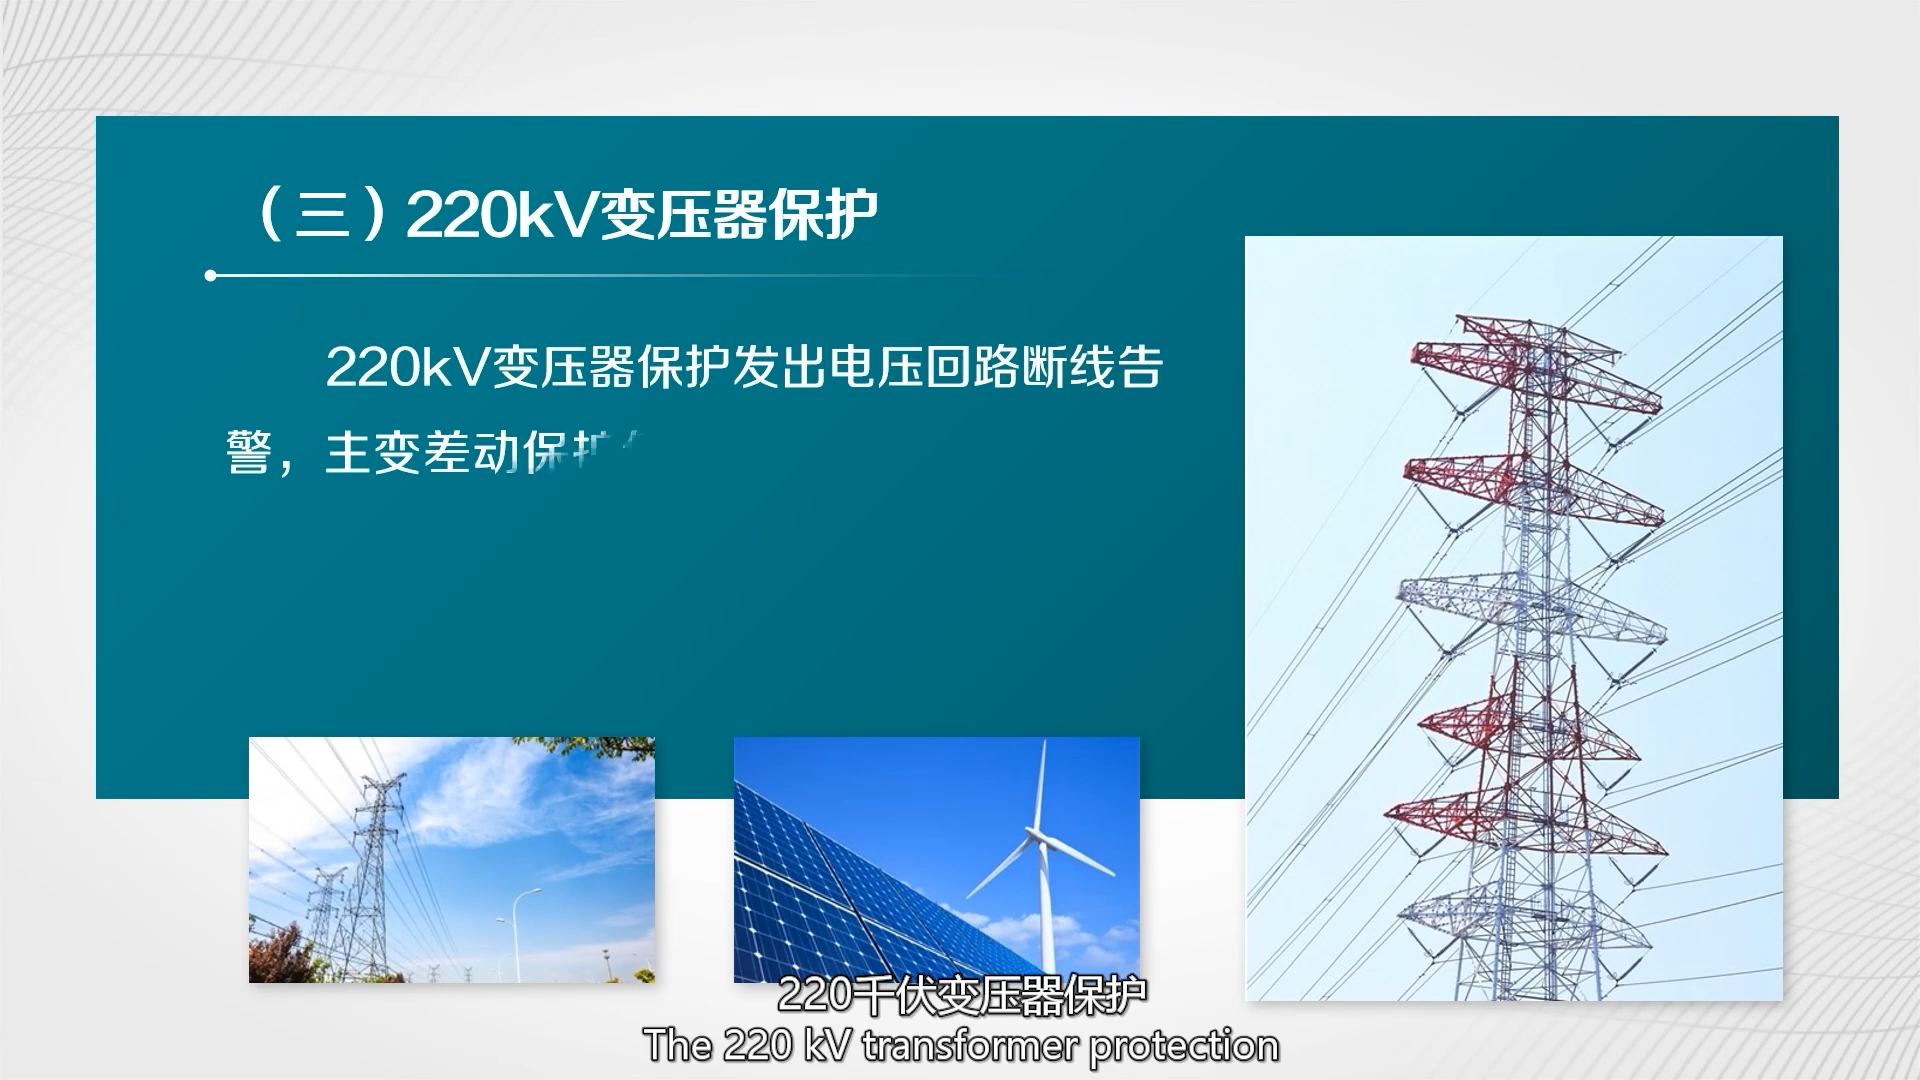 （三）220kV变压器保护
220kV变压器保护发出电压回路断线告
警，主变差动保护
220千伏变压器保护
The 220 kV transformer protection